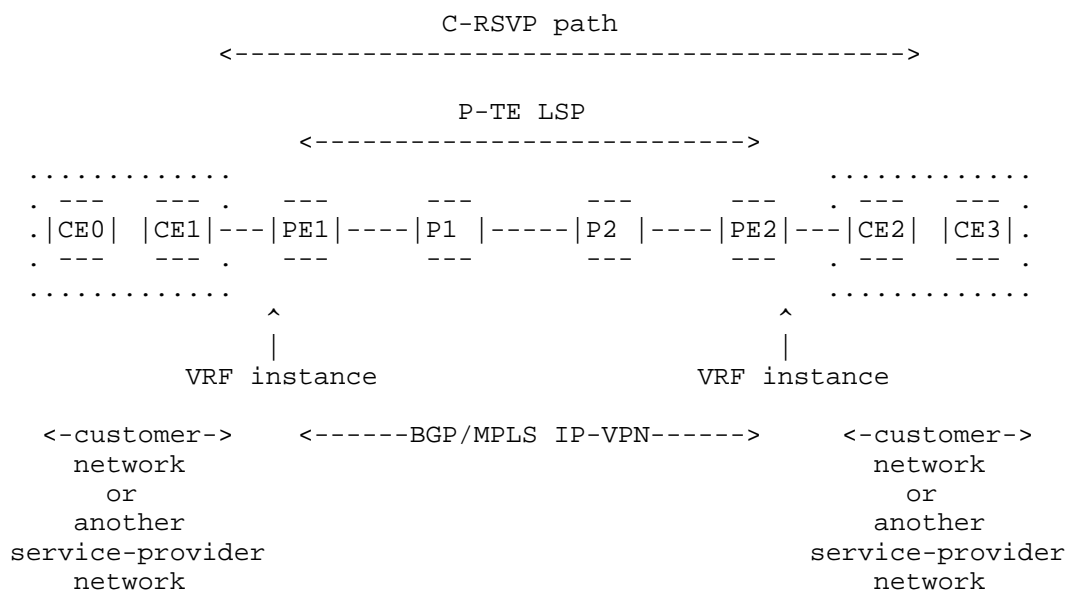 C-RSVP path
             <------------------------------------------>

                            P-TE LSP
                  <--------------------------->
 .............                                      .............
 . ---   --- .   ---      ---      ---      ---     . ---   --- .
 .|CE0| |CE1|---|PE1|----|P1 |-----|P2 |----|PE2|---|CE2| |CE3|.
 . ---   --- .   ---      ---      ---      ---     . ---   --- .
 .............                                      .............
                ^                               ^
                |                               |
           VRF instance                    VRF instance

  <-customer->    <------BGP/MPLS IP-VPN------>     <-customer->
    network                                           network
      or                                                or
    another                                           another
service-provider                                  service-provider
    network                                           network